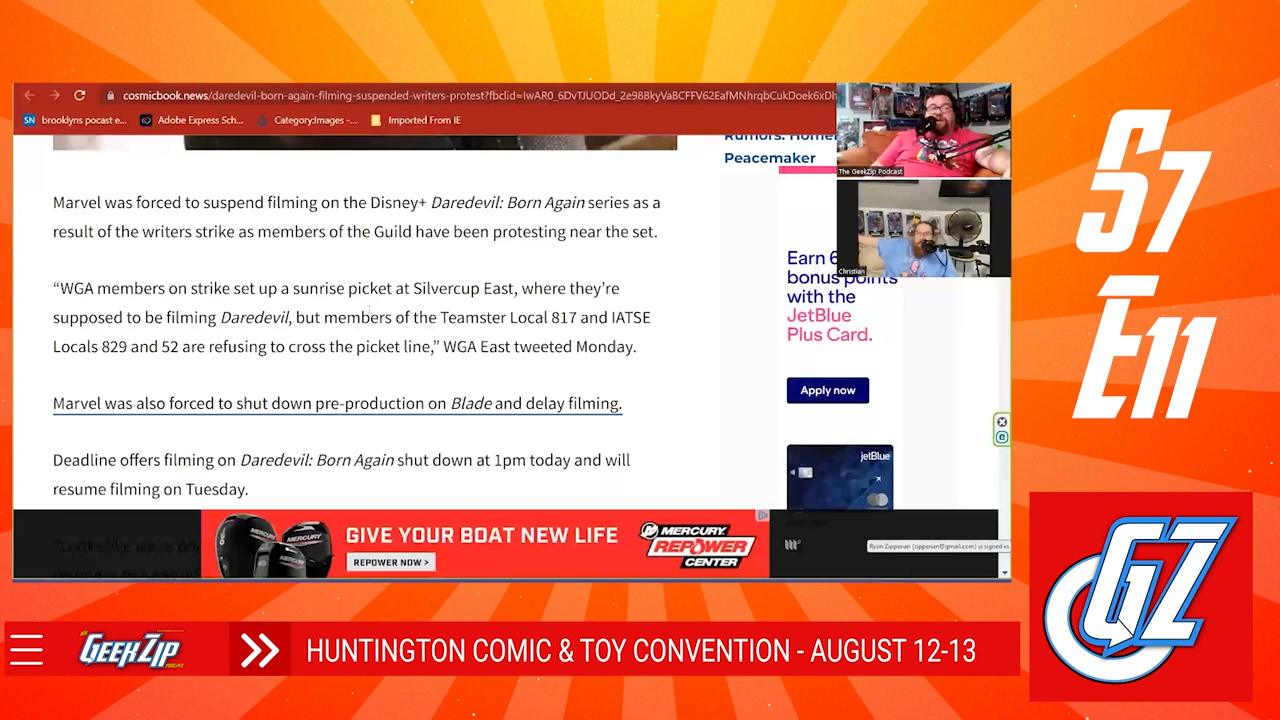 cosmicbook.news/daredevil-born-again-filming-suspended-writers-protest?fbclid=IwAR0_6DvTJUODd_2e98BkyVaBCFFV62EafMNhrqbCukDoek6xDh
SN brooklyns pocast e... Adobe Express Sch... Category:Images -... Imported From IE
The GeekZip Podcast
Christian
Rumors: Homer
Peacemaker
Marvel was forced to suspend filming on the Disney+ Daredevil: Born Again series as a
result of the writers strike as members of the Guild have been protesting near the set.
“WGA members on strike set up a sunrise picket at Silvercup East, where they’re
supposed to be filming Daredevil, but members of the Teamster Local 817 and IATSE
Locals 829 and 52 are refusing to cross the picket line,” WGA East tweeted Monday.
Marvel was also forced to shut down pre-production on Blade and delay filming.
Deadline offers filming on Daredevil: Born Again shut down at 1pm today and will
resume filming on Tuesday.
Earn 6
bonus points
with the
JetBlue
Plus Card.
Apply now
jetBlue
GIVE YOUR BOAT NEW LIFE
REPOWER NOW >
MERCURY
REPOWER
CENTER
S7
E11
GZ
GEEKZIP
PODCAST
HUNTINGTON COMIC & TOY CONVENTION - AUGUST 12-13